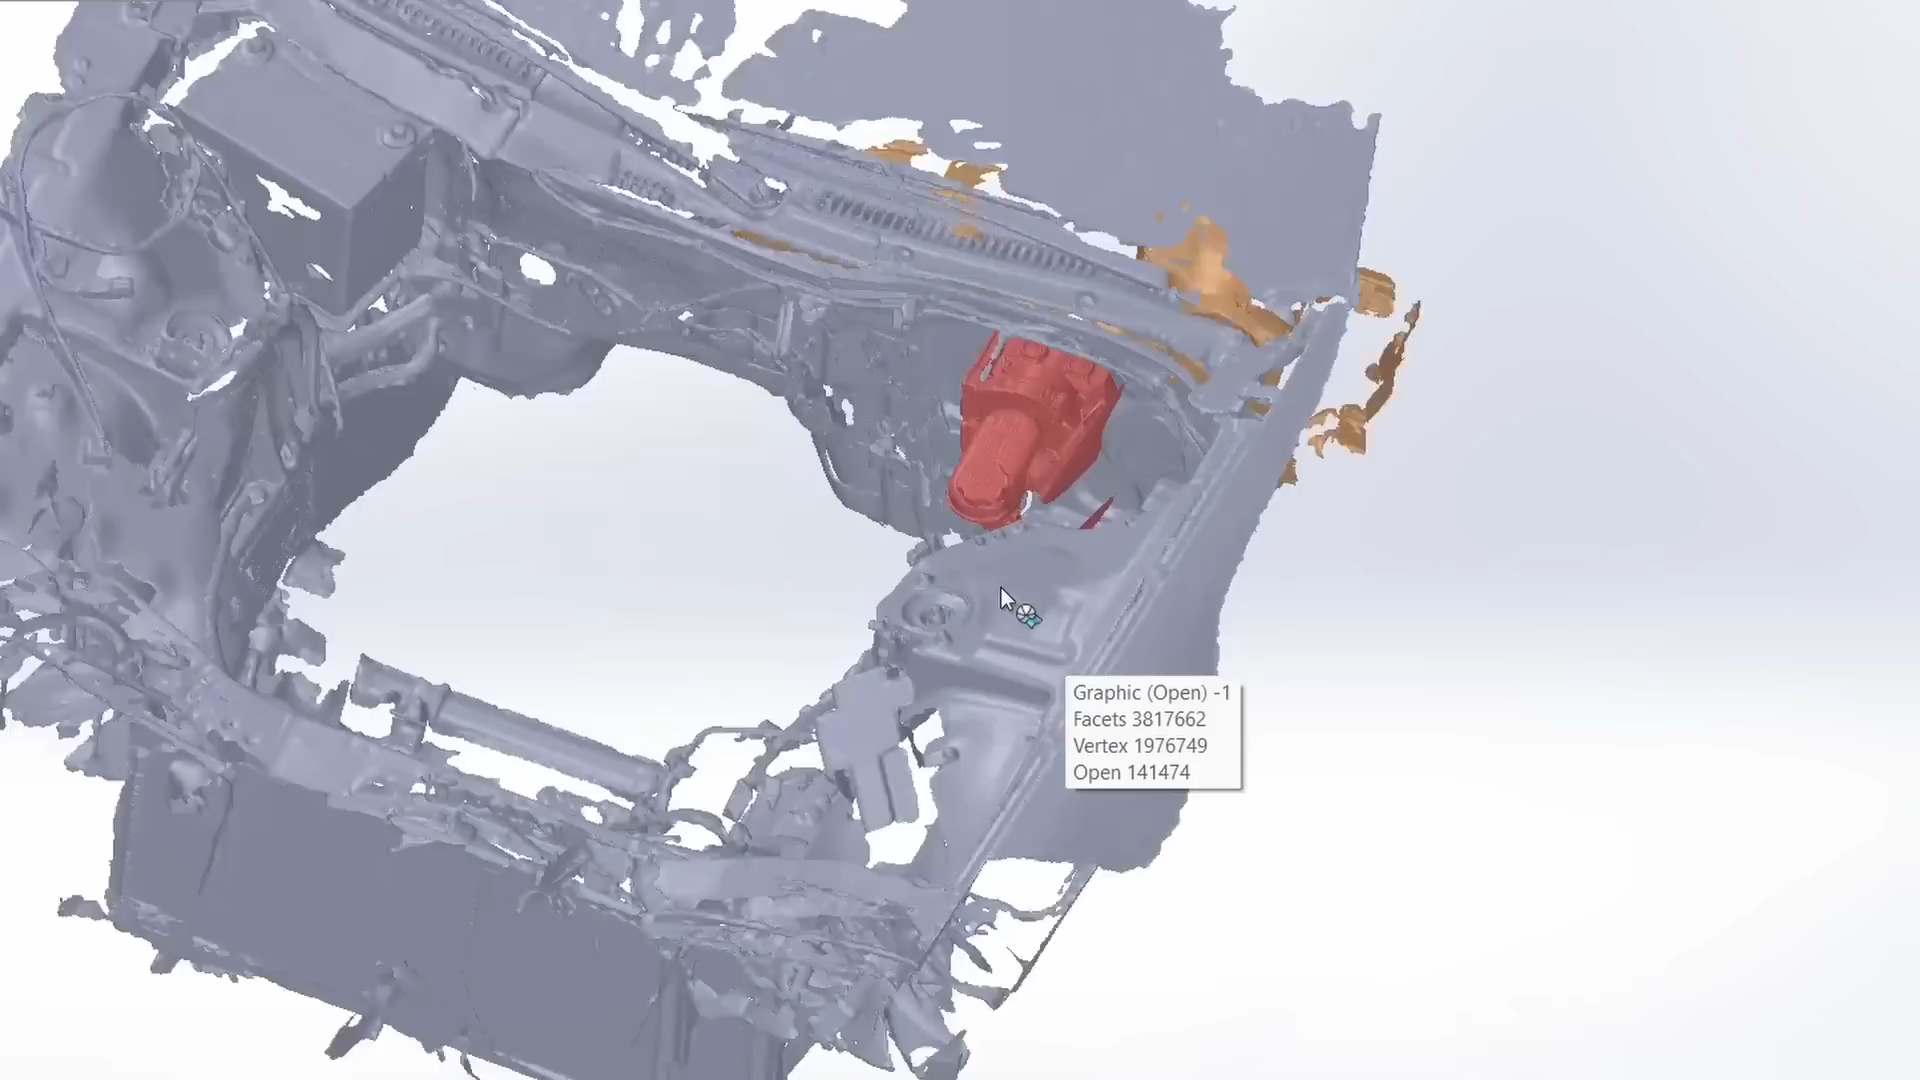 Graphic (Open) -1
Facets 3817662
Vertex 1976749
Open 141474